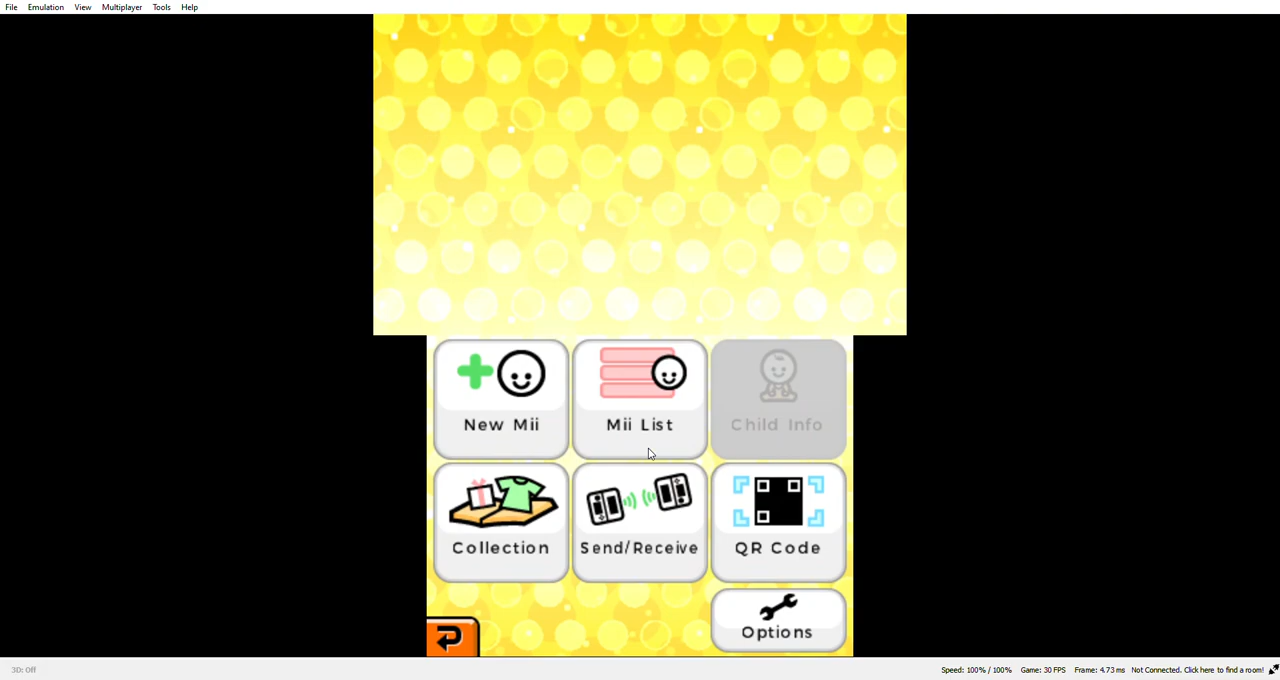 File Emulation View Multiplayer Tools Help
New Mii Mii List Child Info
Collection Send/Receive QR Code
Options
3D: Off Speed: 100% / 100% Game: 30 FPS Frame: 4.73 ms Not Connected. Click here to find a room!